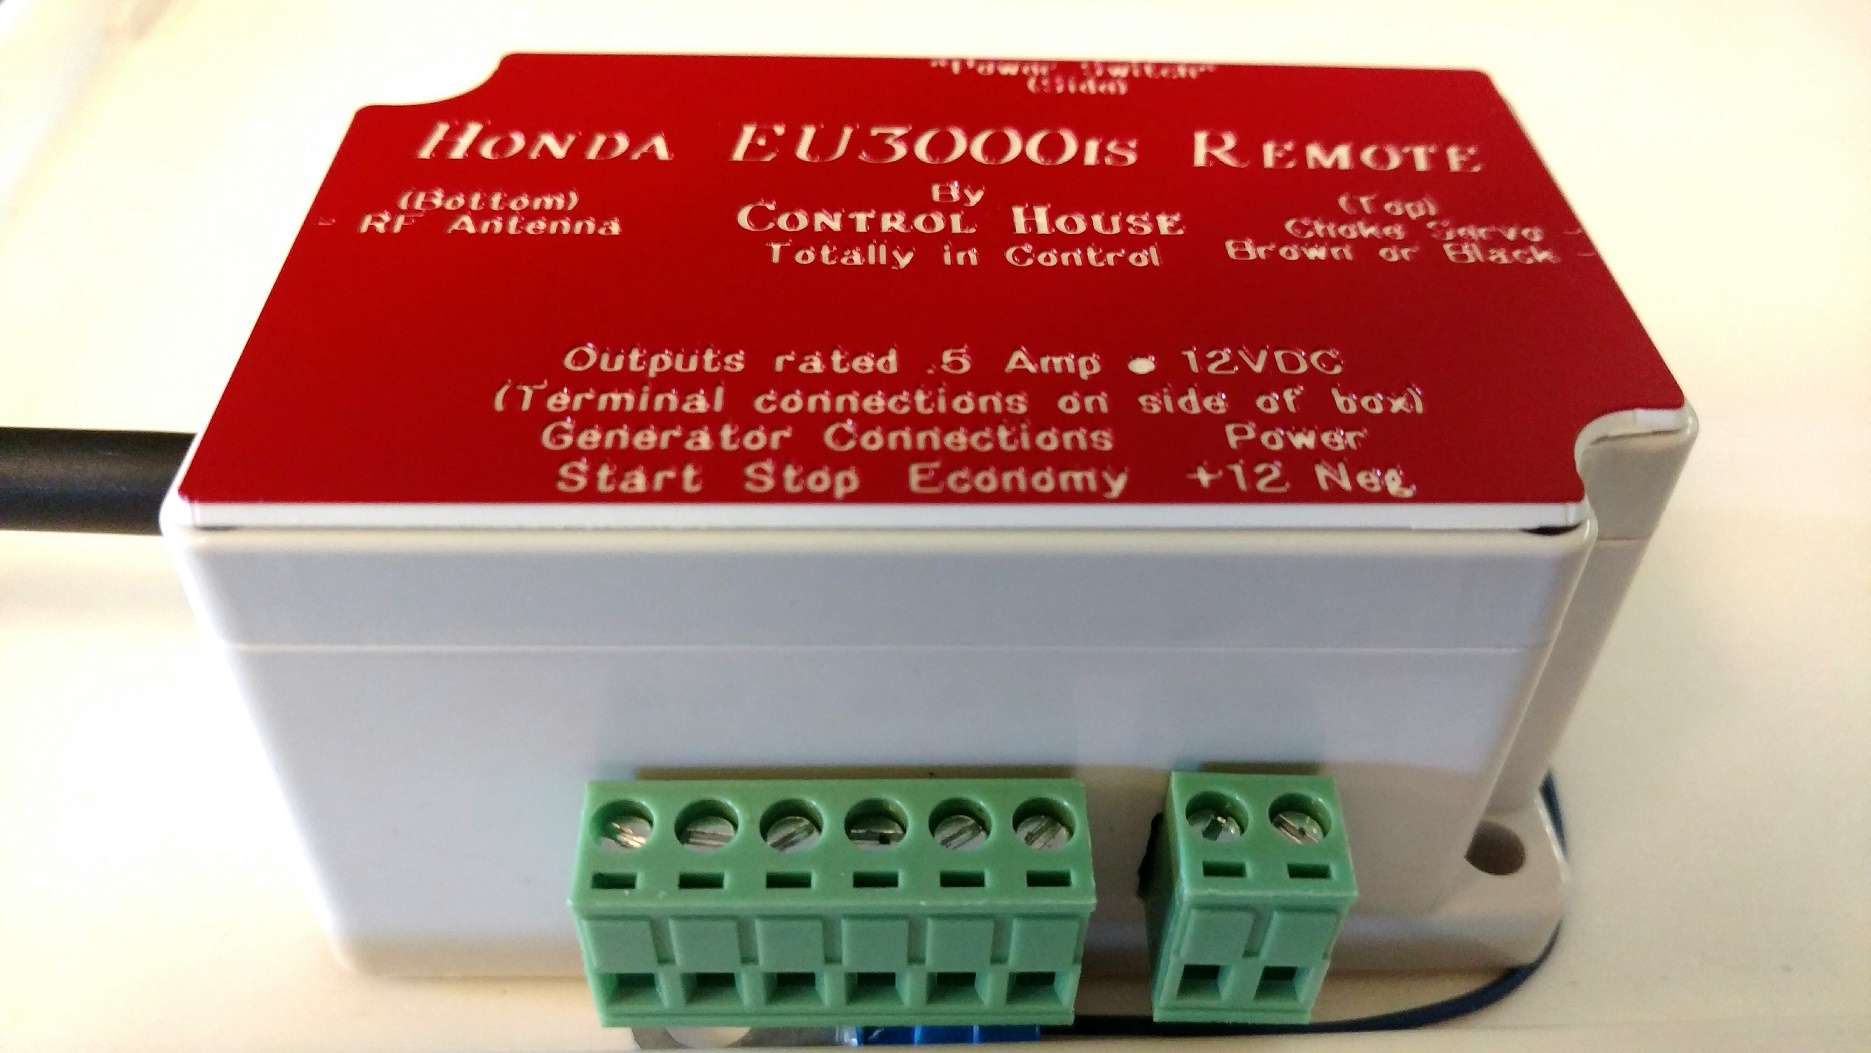 "Power Switch"
(Side)
HONDA EU3000IS REMOTE
(Bottom)
- RF Antenna
By
CONTROL HOUSE
Totally in Control
(Top)
Choke Servo -
Brown or Black -
Outputs rated .5 Amp • 12VDC
(Terminal connections on side of box)
Generator Connections Power
Start Stop Economy +12 Neg